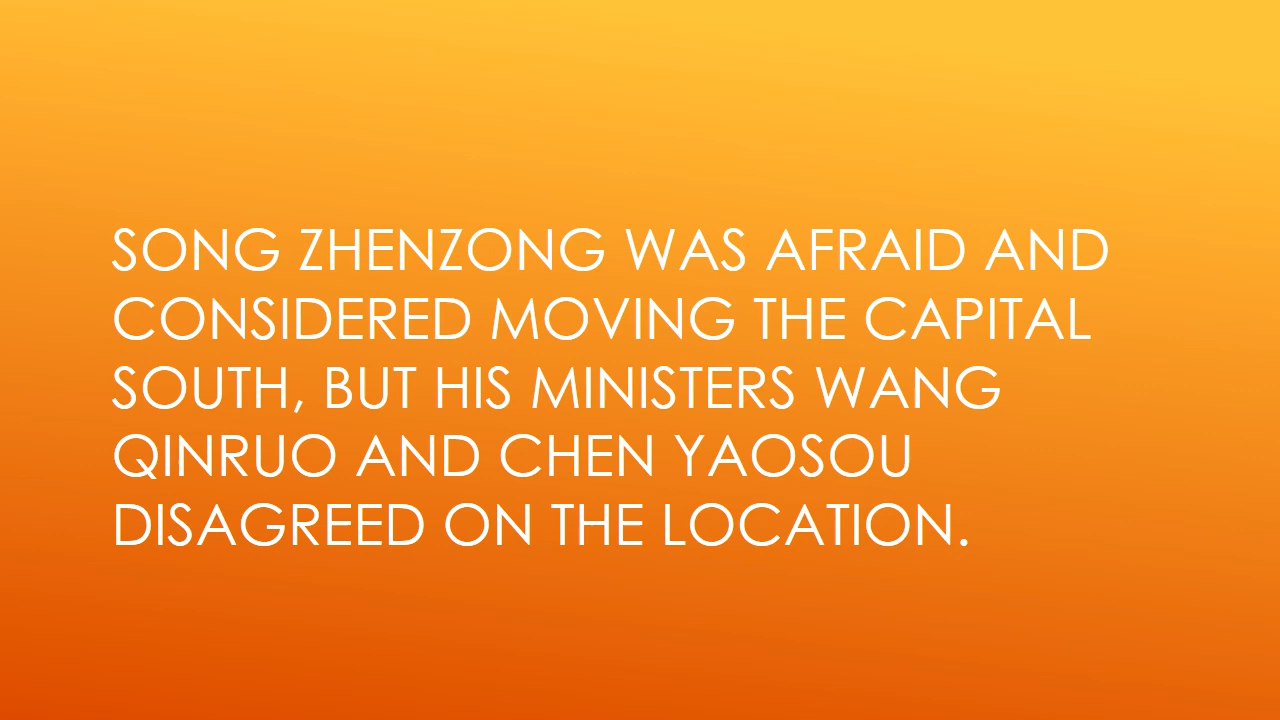 SONG ZHENZONG WAS AFRAID AND
CONSIDERED MOVING THE CAPITAL
SOUTH, BUT HIS MINISTERS WANG
QINRUO AND CHEN YAOSOU
DISAGREED ON THE LOCATION.